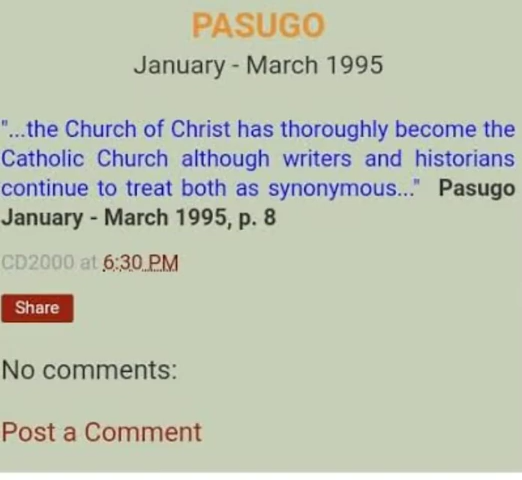 PASUGO
January - March 1995
"...the Church of Christ has thoroughly become the
Catholic Church although writers and historians
continue to treat both as synonymous..." Pasugo
January - March 1995, p. 8
CD2000 at 6:30 PM
Share
No comments:
Post a Comment